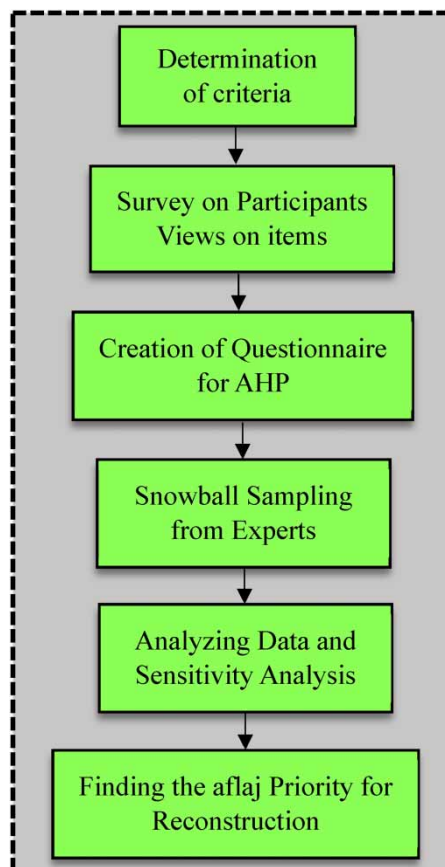 Determination
of criteria
Survey on Participants
Views on items
Creation of Questionnaire
for AHP
Snowball Sampling
from Experts
Analyzing Data and
Sensitivity Analysis
Finding the aflaj Priority for
Reconstruction